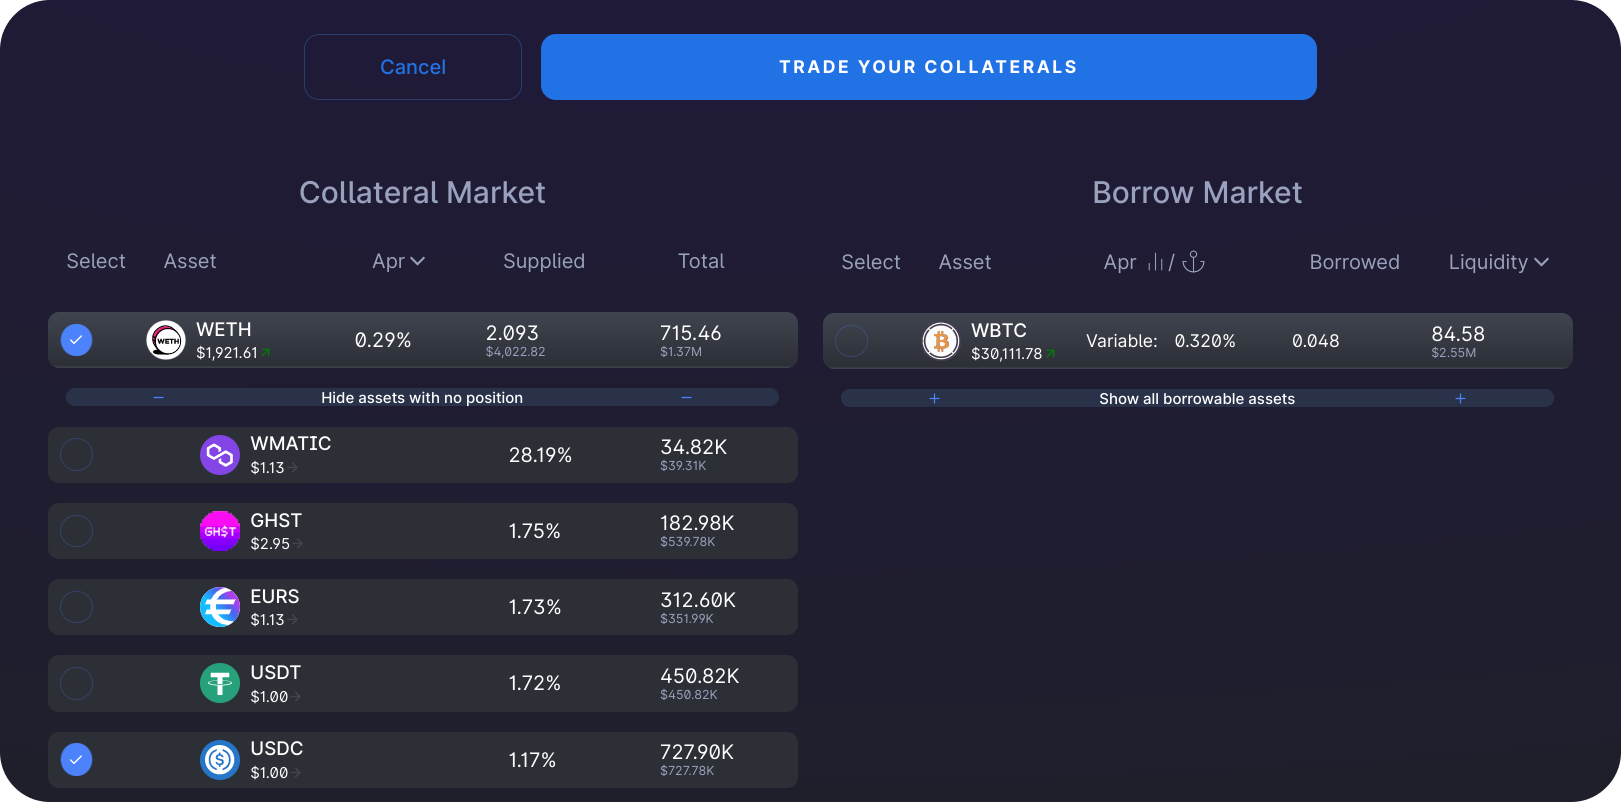 Cancel
TRADE YOUR COLLATERALS
Collateral Market
Select Asset Apr Supplied Total
WETH
WETH
$1,921.61
0.29%
2.093
$4,022.82
715.46
$1.37M
− Hide assets with no position −
WMATIC
$1.13
28.19%
34.82K
$39.31K
GH$T
GHST
$2.95
1.75%
182.98K
$539.78K
EURS
$1.13
1.73%
312.60K
$351.99K
USDT
$1.00
1.72%
450.82K
$450.82K
USDC
$1.00
1.17%
727.90K
$727.78K
Borrow Market
Select Asset Apr / Borrowed Liquidity
WBTC
$30,111.78
Variable: 0.320%
0.048
84.58
$2.55M
+ Show all borrowable assets +